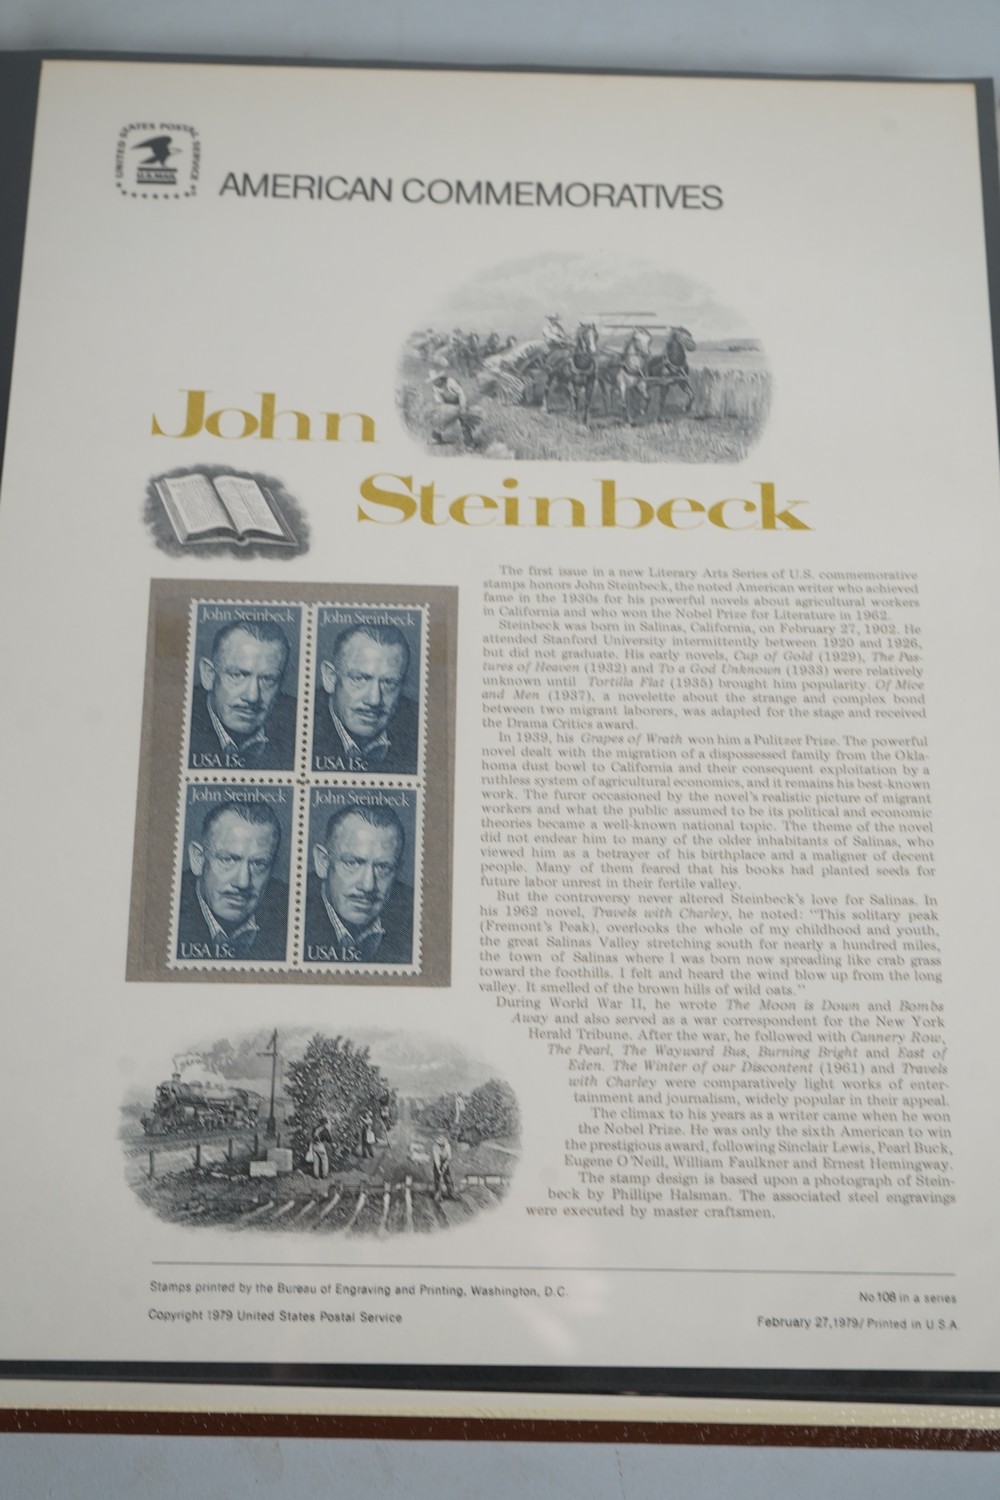 UNITED STATES POSTAL SERVICE
U.S. MAIL
AMERICAN COMMEMORATIVES
John
Steinbeck
John Steinbeck
USA 15c
John Steinbeck
USA 15c
John Steinbeck
USA 15c
John Steinbeck
USA 15c
The first issue in a new Literary Arts Series of U.S. commemorative
stamps honors John Steinbeck, the noted American writer who achieved
fame in the 1930s for his powerful novels about agricultural workers
in California and who won the Nobel Prize for Literature in 1962.
Steinbeck was born in Salinas, California, on February 27, 1902. He
attended Stanford University intermittently between 1920 and 1926,
but did not graduate. His early novels, Cup of Gold (1929), The Pas-
tures of Heaven (1932) and To a God Unknown (1933) were relatively
unknown until Tortilla Flat (1935) brought him popularity. Of Mice
and Men (1937), a novelette about the strange and complex bond
between two migrant laborers, was adapted for the stage and received
the Drama Critics award.
In 1939, his Grapes of Wrath won him a Pulitzer Prize. The powerful
novel dealt with the migration of a dispossessed family from the Okla-
homa dust bowl to California and their consequent exploitation by a
ruthless system of agricultural economics, and it remains his best-known
work. The furor occasioned by the novel's realistic picture of migrant
workers and what the public assumed to be its political and economic
theories became a well-known national topic. The theme of the novel
did not endear him to many of the older inhabitants of Salinas, who
viewed him as a betrayer of his birthplace and a maligner of decent
people. Many of them feared that his books had planted seeds for
future labor unrest in their fertile valley.
But the controversy never altered Steinbeck's love for Salinas. In
his 1962 novel, Travels with Charley, he noted: "This solitary peak
(Fremont's Peak), overlooks the whole of my childhood and youth,
the great Salinas Valley stretching south for nearly a hundred miles,
the town of Salinas where I was born now spreading like crab grass
toward the foothills. I felt and heard the wind blow up from the long
valley. It smelled of the brown hills of wild oats."
During World War II, he wrote The Moon is Down and Bombs
Away and also served as a war correspondent for the New York
Herald Tribune. After the war, he followed with Cannery Row,
The Pearl, The Wayward Bus, Burning Bright and East of
Eden. The Winter of our Discontent (1961) and Travels
with Charley were comparatively light works of enter-
tainment and journalism, widely popular in their appeal.
The climax to his years as a writer came when he won
the Nobel Prize. He was only the sixth American to win
the prestigious award, following Sinclair Lewis, Pearl Buck,
Eugene O'Neill, William Faulkner and Ernest Hemingway.
The stamp design is based upon a photograph of Stein-
beck by Phillipe Halsman. The associated steel engravings
were executed by master craftsmen.
Stamps printed by the Bureau of Engraving and Printing, Washington, D.C.
Copyright 1979 United States Postal Service
No.108 in a series
February 27,1979/ Printed in U.S.A.